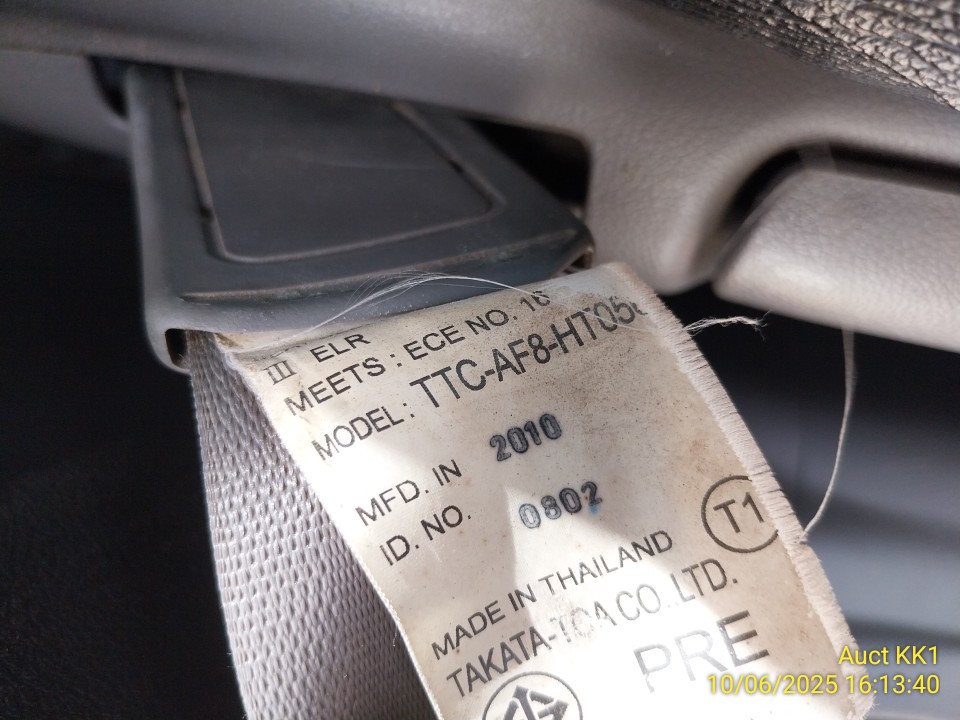 III ELR
MEETS : ECE NO. 16
MODEL : TTC-AF8-HT05
MFD. IN 2010
ID. NO. 0802
T1
MADE IN THAILAND
TAKATA-TOA CO.,LTD.
PRE
Auct KK1
10/06/2025 16:13:40